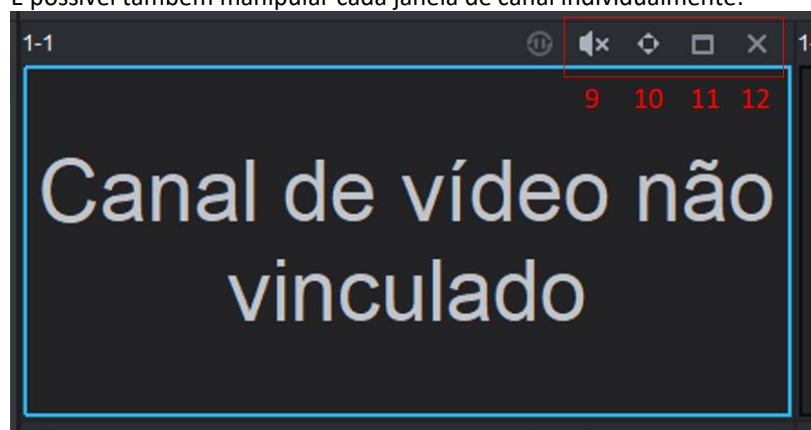 É possível também manipular cada janela de canal individualmente:
1-1
9 10 11 12
Canal de vídeo não
vinculado